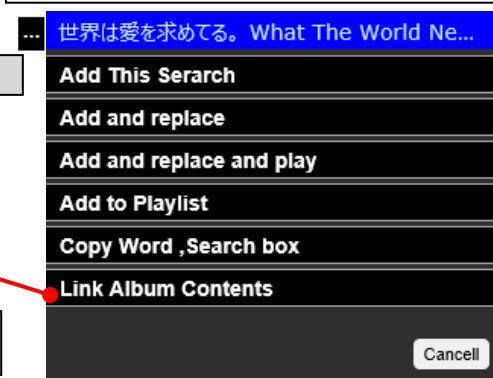 ... 世界は愛を求めてる。What The World Ne...
Add This Serarch
Add and replace
Add and replace and play
Add to Playlist
Copy Word ,Search box
Link Album Contents
Cancell